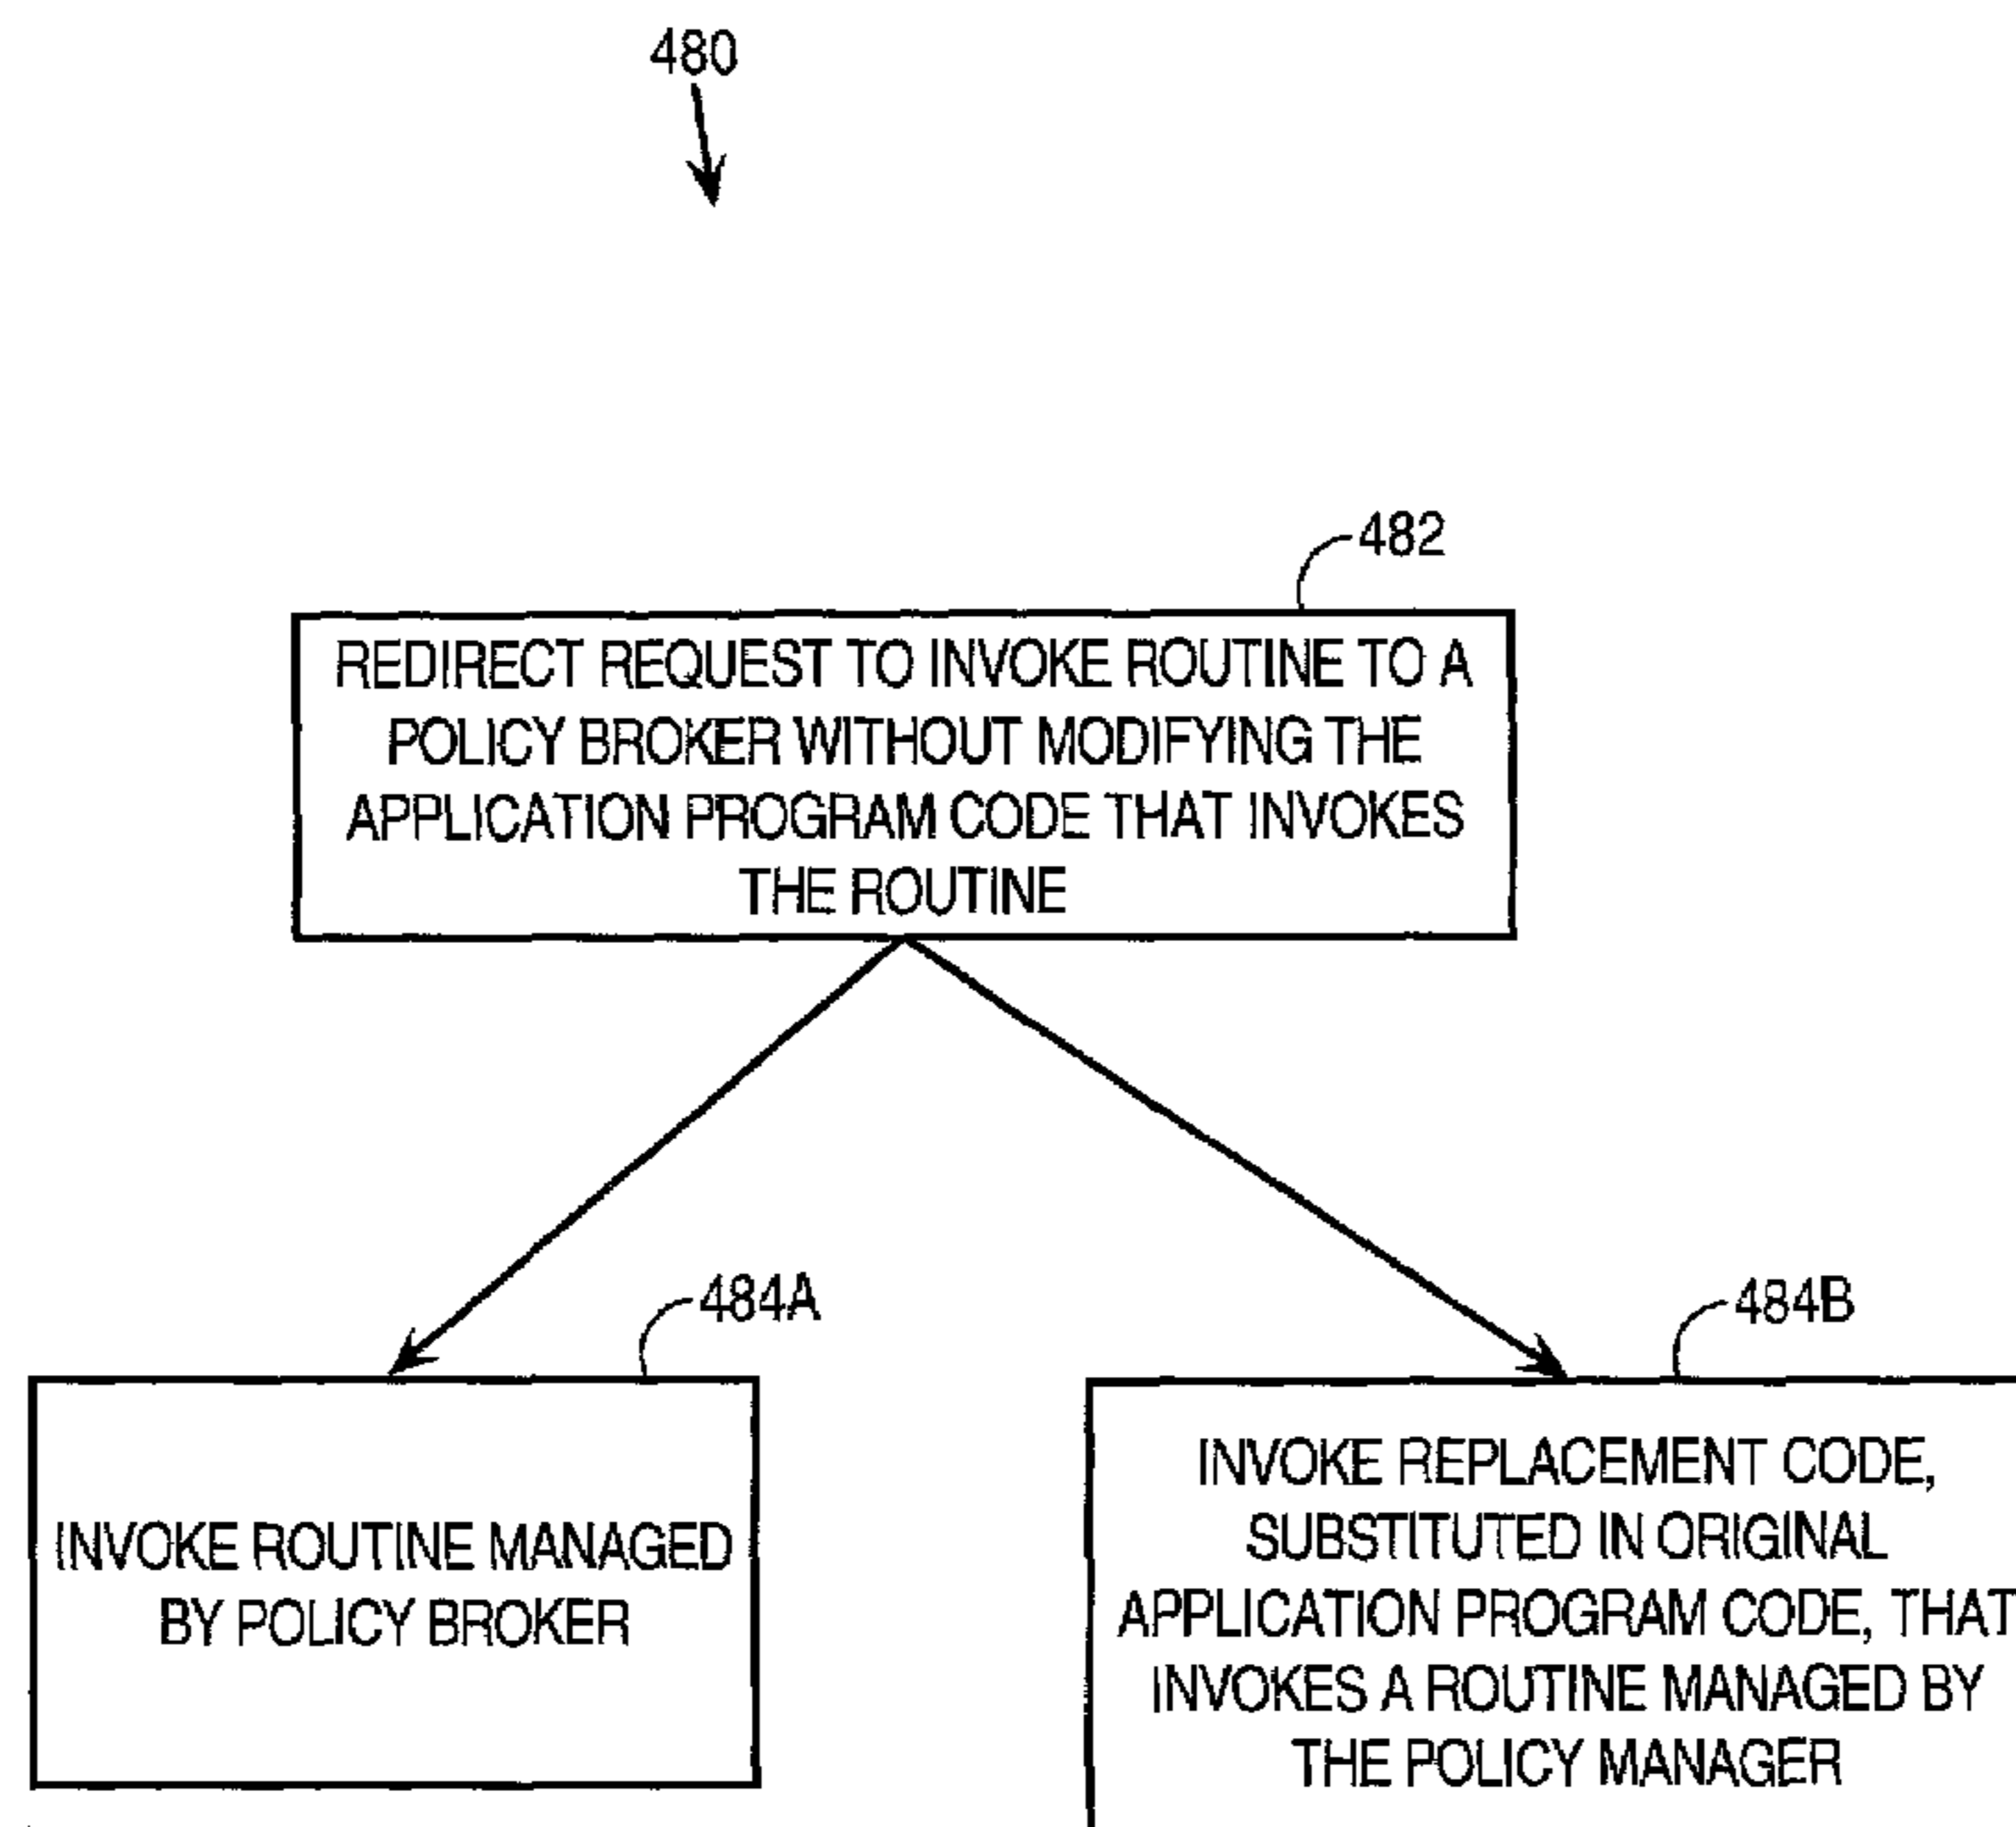 480
482
REDIRECT REQUEST TO INVOKE ROUTINE TO A
POLICY BROKER WITHOUT MODIFYING THE
APPLICATION PROGRAM CODE THAT INVOKES
THE ROUTINE
484A
INVOKE ROUTINE MANAGED
BY POLICY BROKER
484B
INVOKE REPLACEMENT CODE,
SUBSTITUTED IN ORIGINAL
APPLICATION PROGRAM CODE, THAT
INVOKES A ROUTINE MANAGED BY
THE POLICY MANAGER